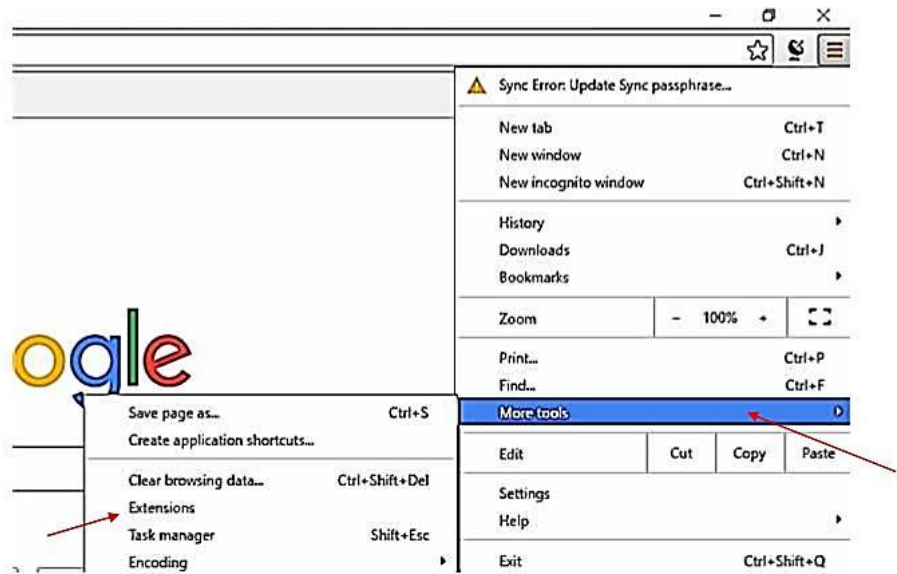 Sync Error: Update Sync passphrase...
New tab Ctrl+T
New window Ctrl+N
New incognito window Ctrl+Shift+N
History
Downloads Ctrl+J
Bookmarks
Zoom - 100% +
Print... Ctrl+P
Find... Ctrl+F
More tools
Edit Cut Copy Paste
Settings
Help
Exit Ctrl+Shift+Q
ogle
Save page as... Ctrl+S
Create application shortcuts...
Clear browsing data... Ctrl+Shift+Del
Extensions
Task manager Shift+Esc
Encoding